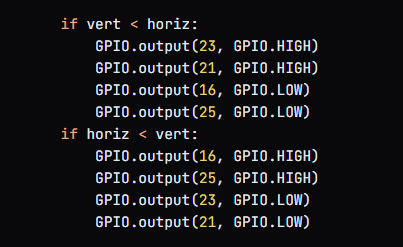 if vert < horiz:
    GPIO.output(23, GPIO.HIGH)
    GPIO.output(21, GPIO.HIGH)
    GPIO.output(16, GPIO.LOW)
    GPIO.output(25, GPIO.LOW)
if horiz < vert:
    GPIO.output(16, GPIO.HIGH)
    GPIO.output(25, GPIO.HIGH)
    GPIO.output(23, GPIO.LOW)
    GPIO.output(21, GPIO.LOW)